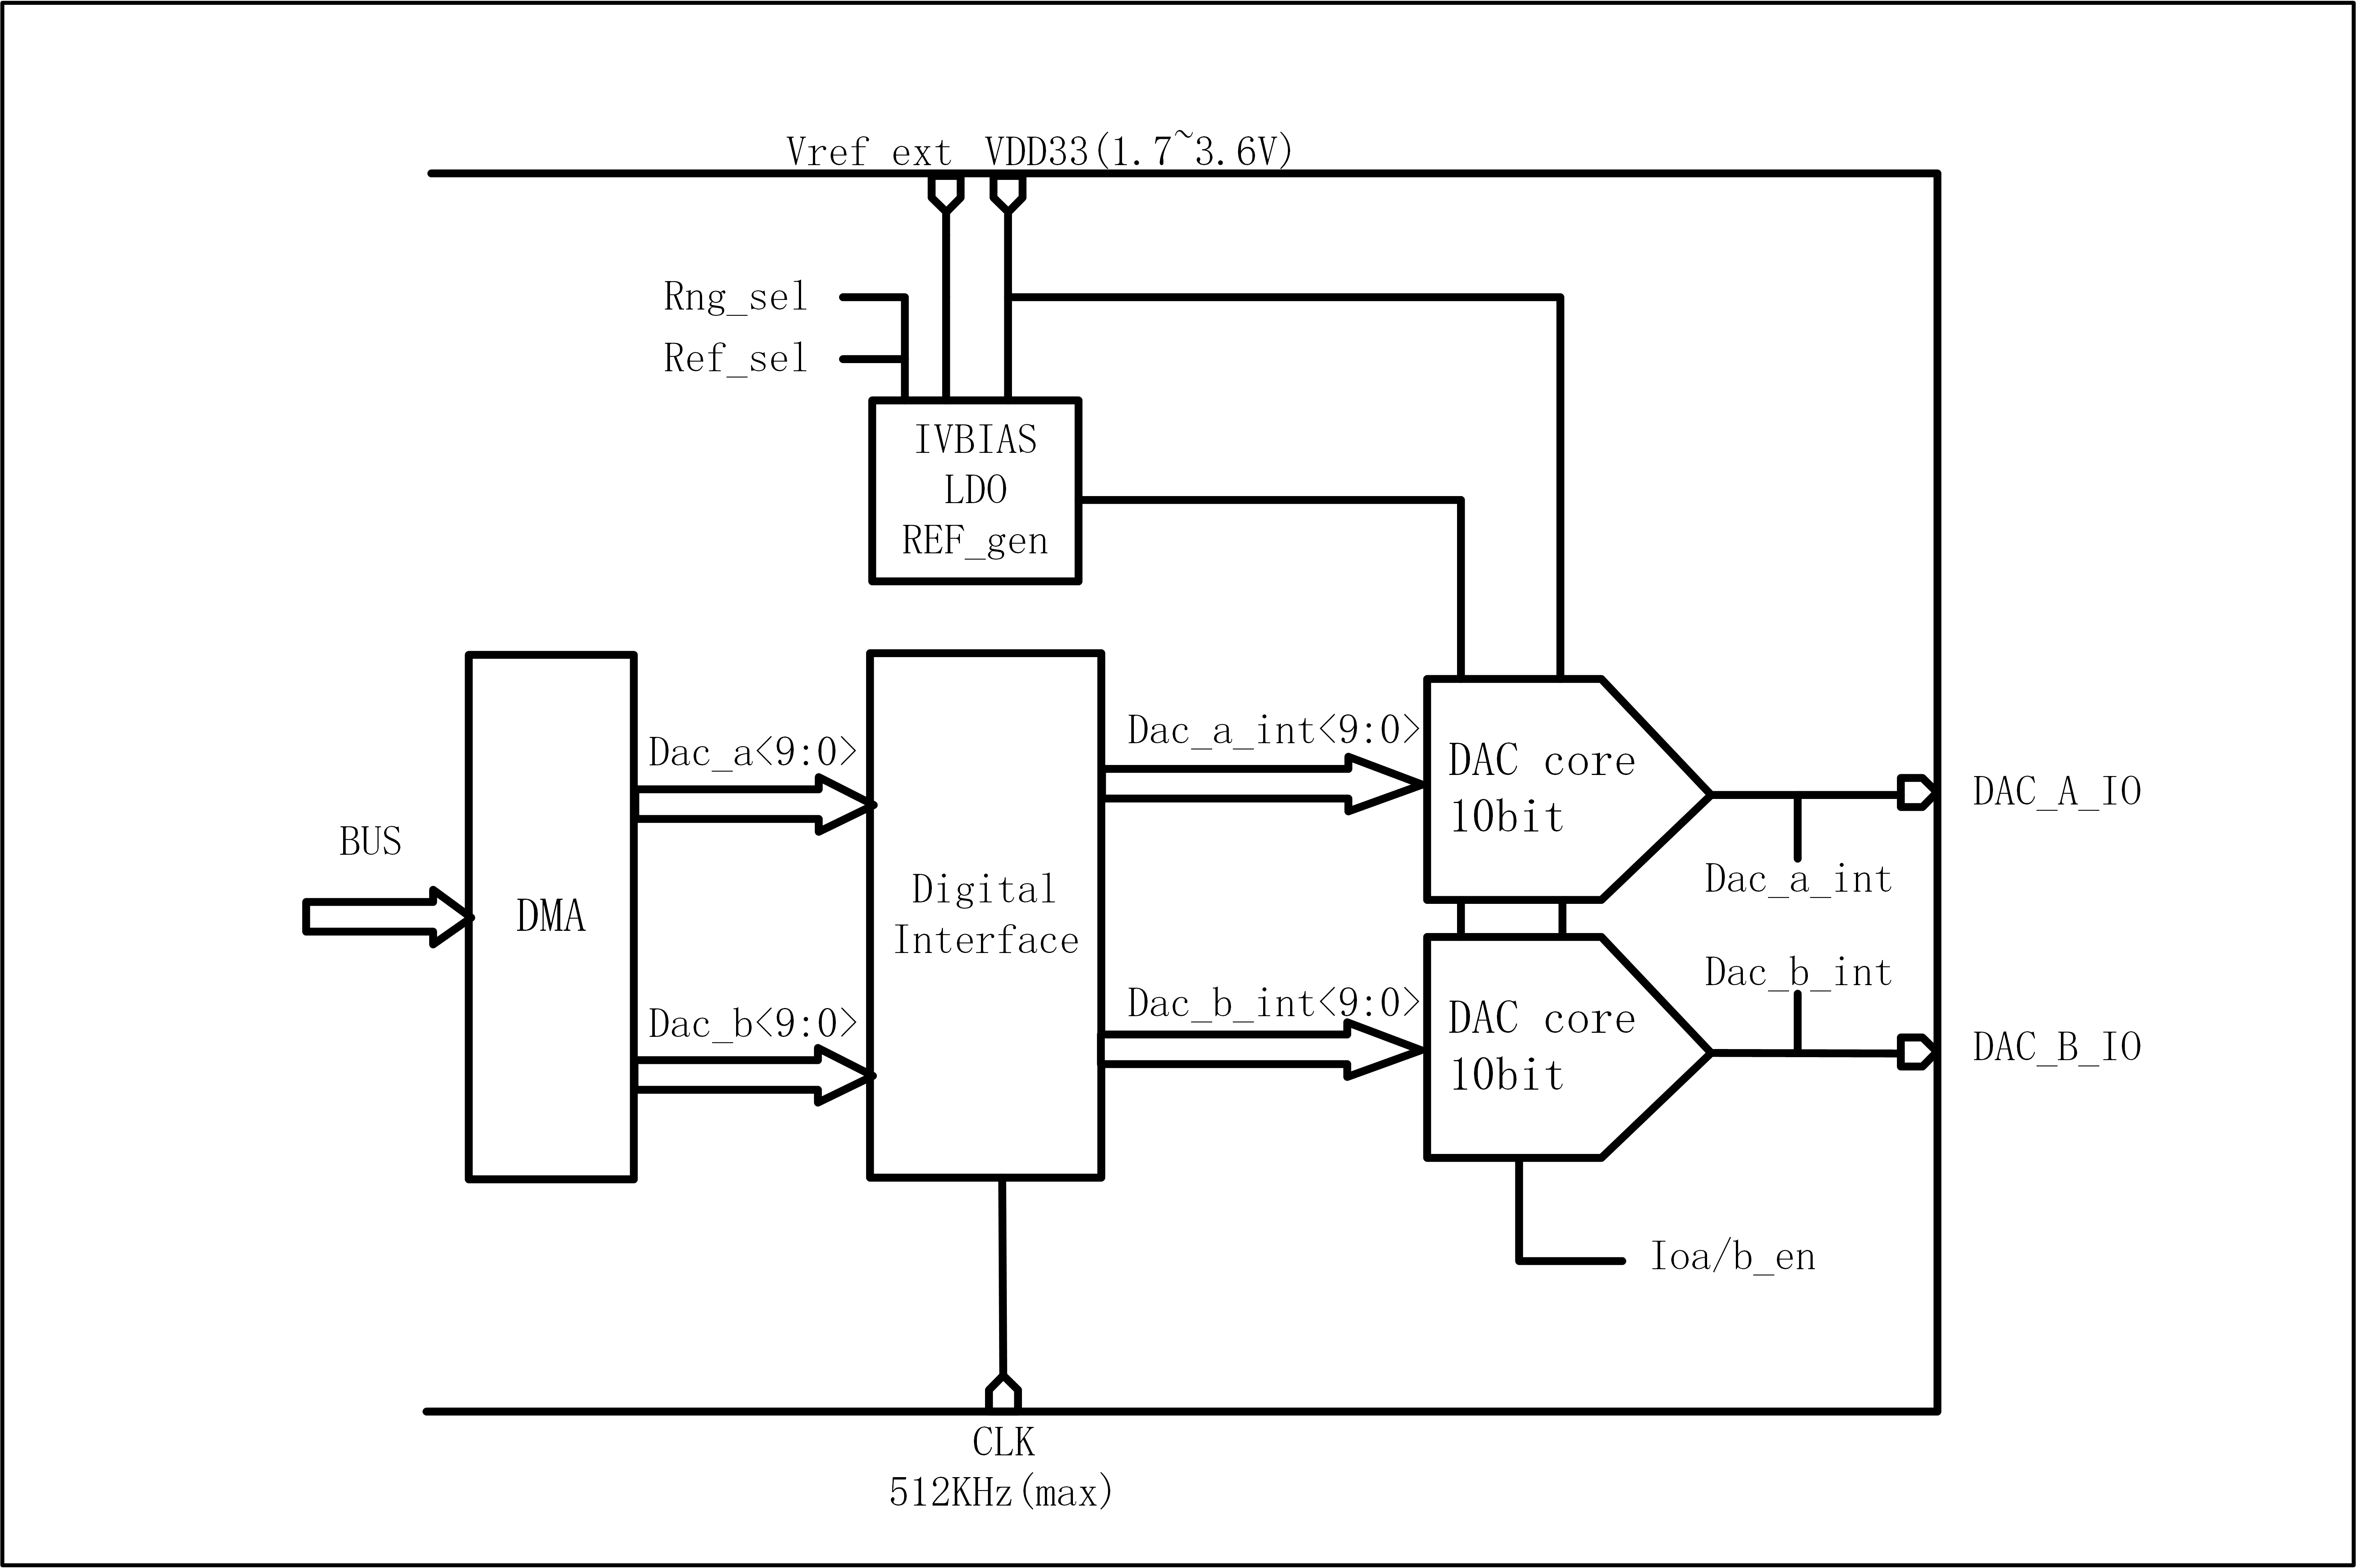 Vref ext VDD33(1.7~3.6V)
Rng_sel
Ref_sel
IVBIAS
LDO
REF_gen
Dac_a<9:0>
Dac_a_int<9:0>
DAC core
10bit
DAC_A_IO
BUS
Dac_a_int
DMA
Digital
Interface
Dac_b_int
Dac_b<9:0>
Dac_b_int<9:0>
DAC core
10bit
DAC_B_IO
Ioa/b_en
CLK
512KHz(max)